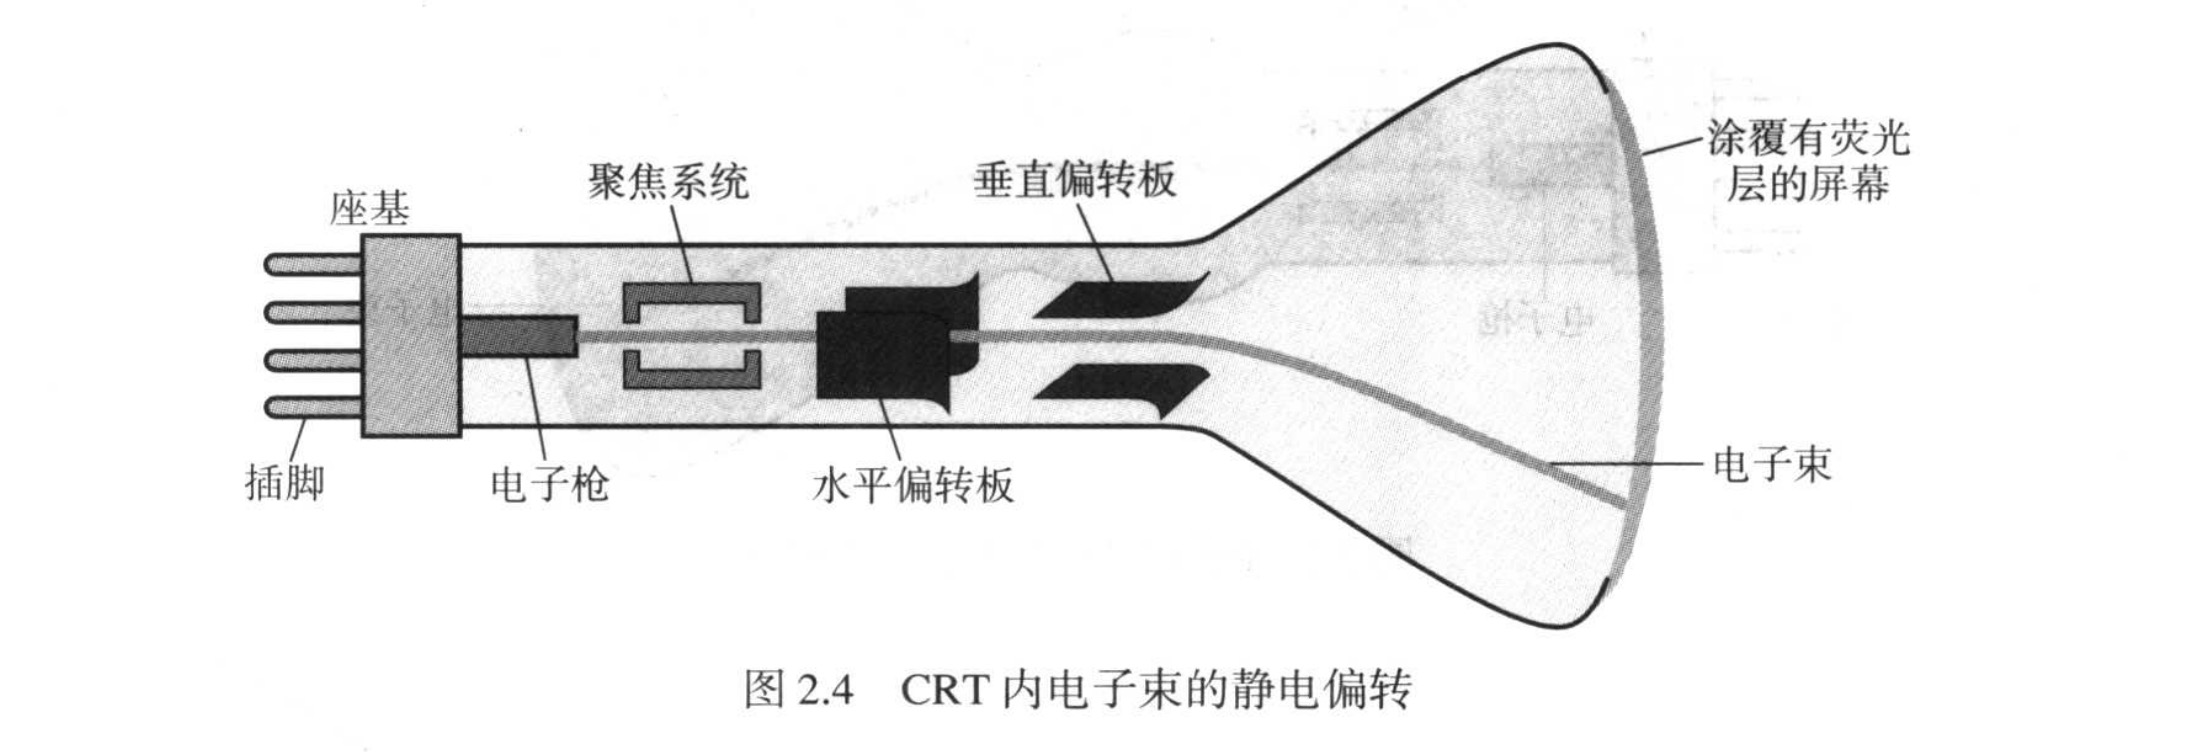 涂覆有荧光
层的屏幕
聚焦系统
垂直偏转板
座基
电子束
插脚
电子枪
水平偏转板
图 2.4 CRT 内电子束的静电偏转